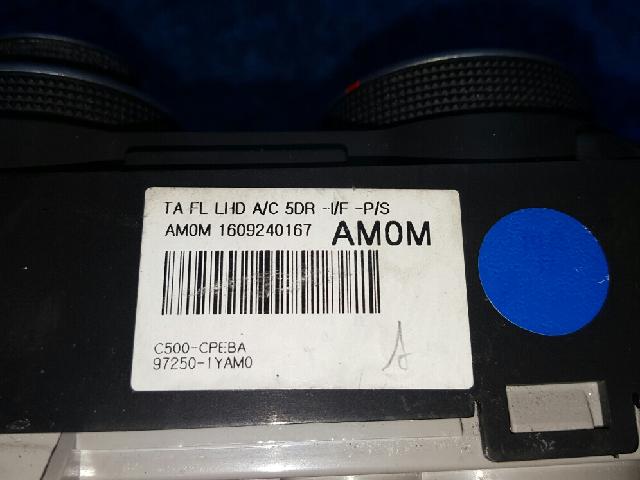 TA FL LHD A/C 5DR -I/F -P/S
AM0M 1609240167 AM0M
C500-CPEBA
97250-1YAM0